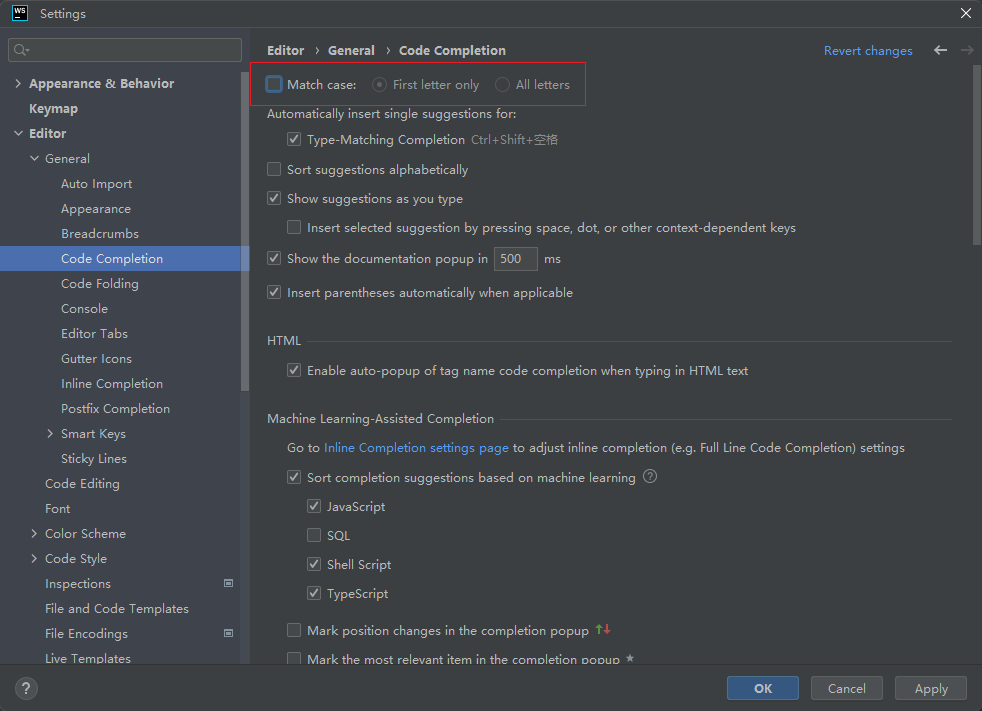 WS Settings
Editor › General › Code Completion Revert changes
Appearance & Behavior
Keymap
Editor
General
Auto Import
Appearance
Breadcrumbs
Code Completion
Code Folding
Console
Editor Tabs
Gutter Icons
Inline Completion
Postfix Completion
Smart Keys
Sticky Lines
Code Editing
Font
Color Scheme
Code Style
Inspections
File and Code Templates
File Encodings
Live Templates
Match case: First letter only All letters
Automatically insert single suggestions for:
Type-Matching Completion Ctrl+Shift+空格
Sort suggestions alphabetically
Show suggestions as you type
Insert selected suggestion by pressing space, dot, or other context-dependent keys
Show the documentation popup in 500 ms
Insert parentheses automatically when applicable
HTML
Enable auto-popup of tag name code completion when typing in HTML text
Machine Learning-Assisted Completion
Go to Inline Completion settings page to adjust inline completion (e.g. Full Line Code Completion) settings
Sort completion suggestions based on machine learning ?
JavaScript
SQL
Shell Script
TypeScript
Mark position changes in the completion popup
Mark the most relevant item in the completion popup
? OK Cancel Apply